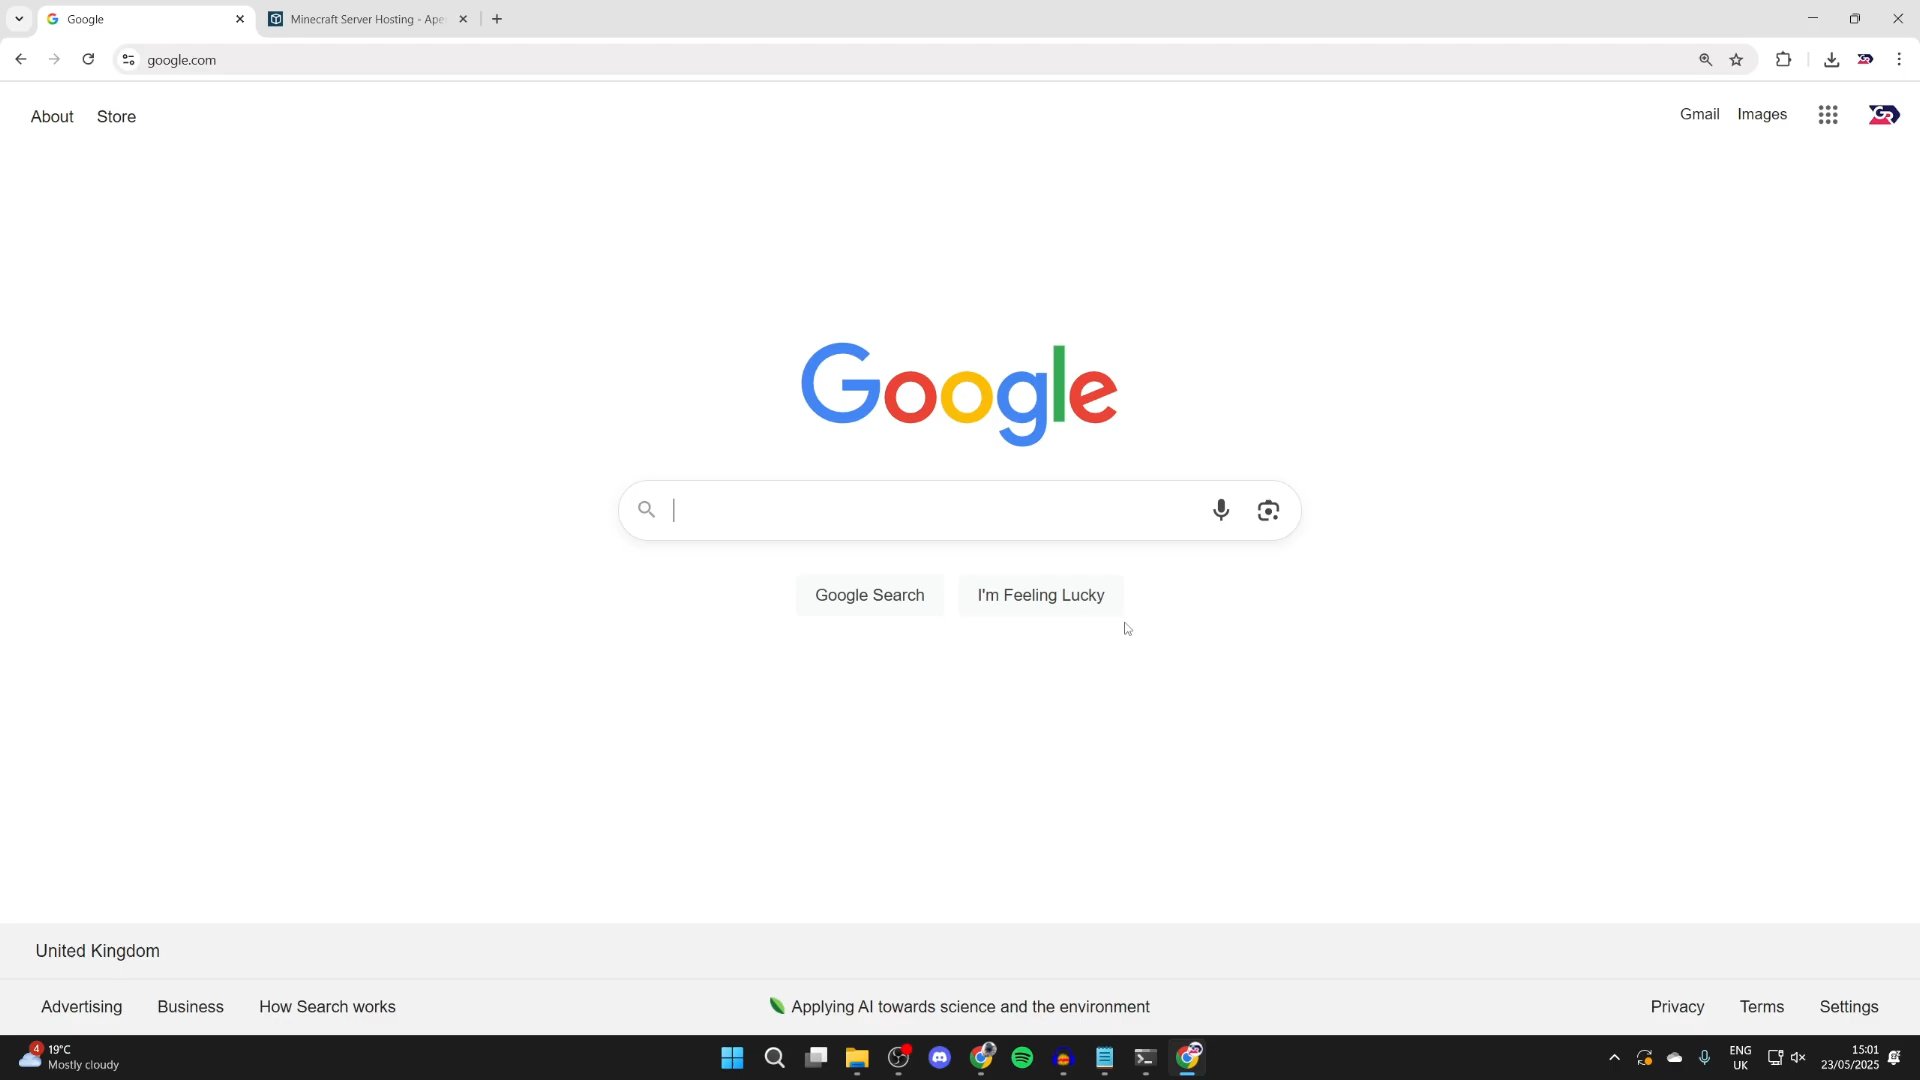 Google
Minecraft Server Hosting - Ape
google.com
About
Store
Gmail
Images
Google
Google Search
I'm Feeling Lucky
United Kingdom
Advertising
Business
How Search works
Applying AI towards science and the environment
Privacy
Terms
Settings
4
19°C
Mostly cloudy
ENG
UK
15:01
23/05/2025